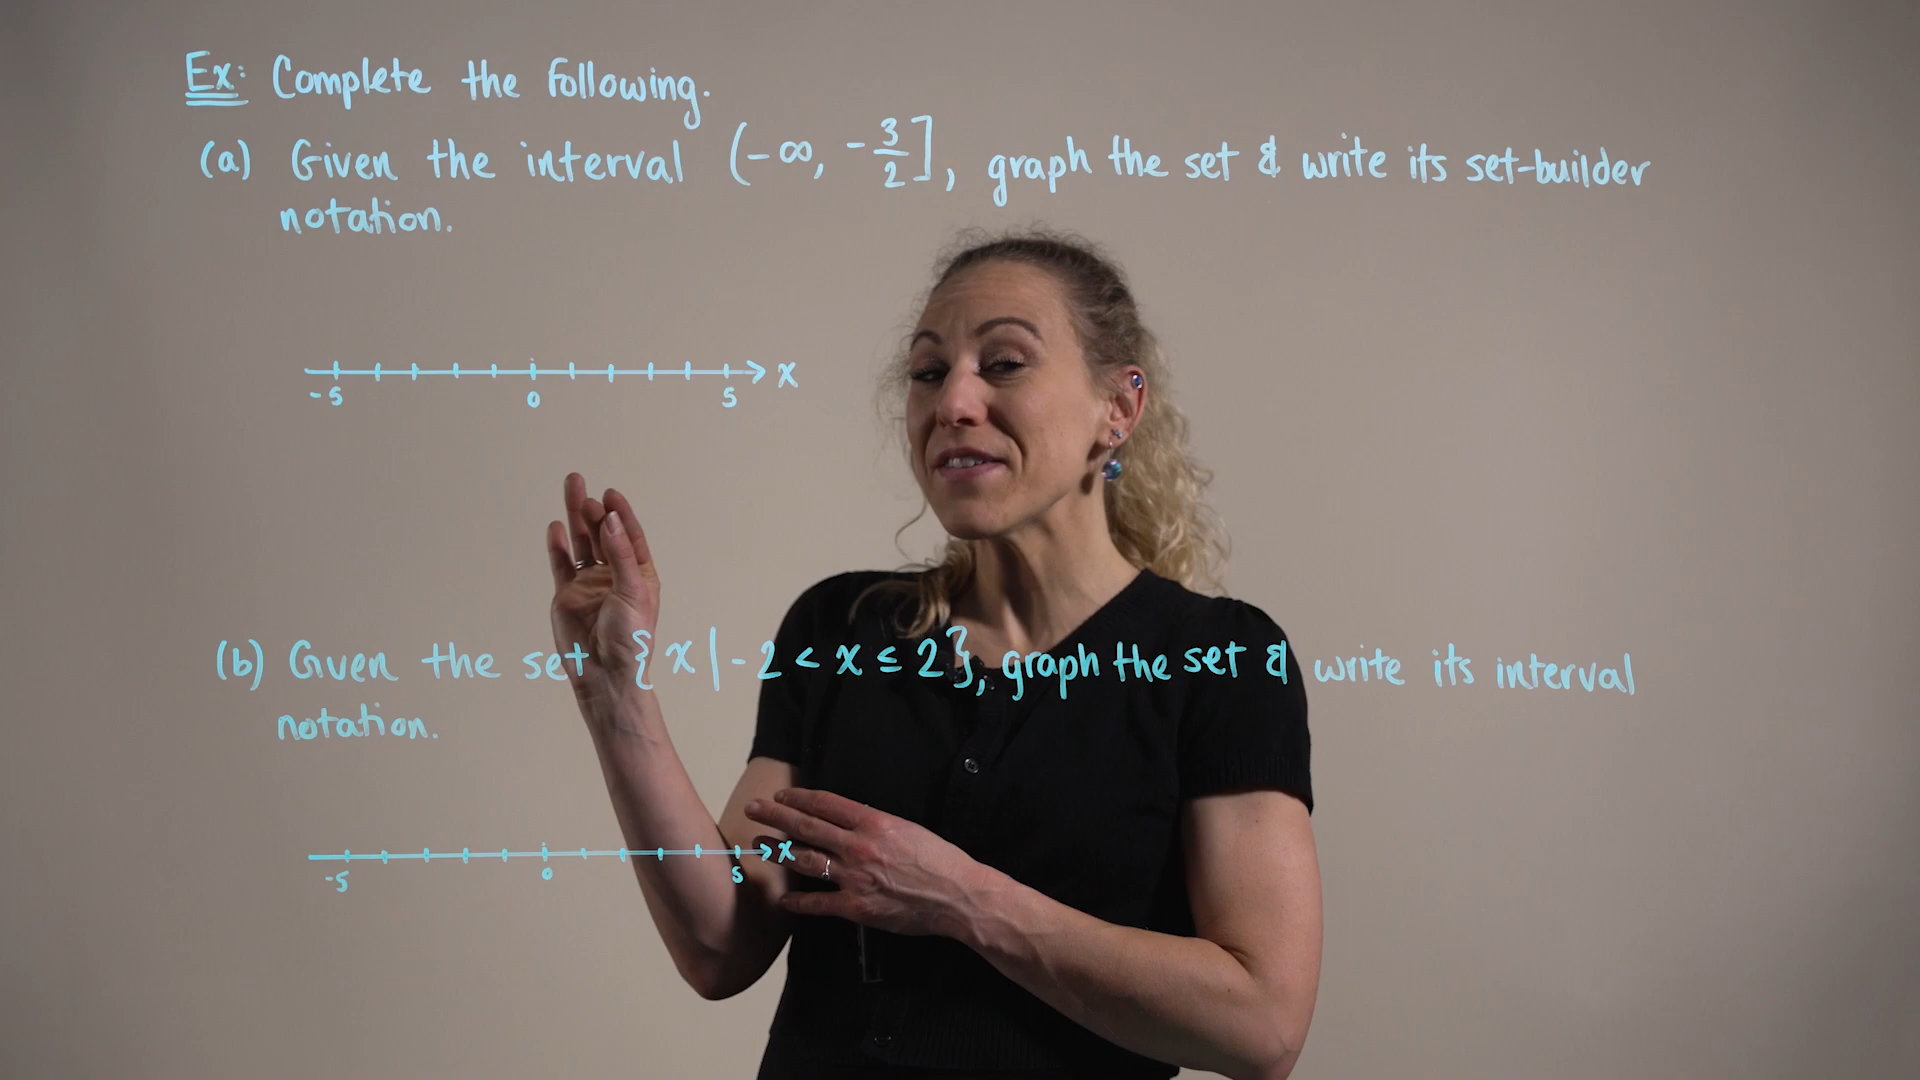 Ex: Complete the following.
(a) Given the interval (-∞, -3/2], graph the set & write its set-builder
notation.
-5 0 5 x
(b) Given the set {x | -2 < x ≤ 2}, graph the set & write its interval
notation.
-5 0 5 x